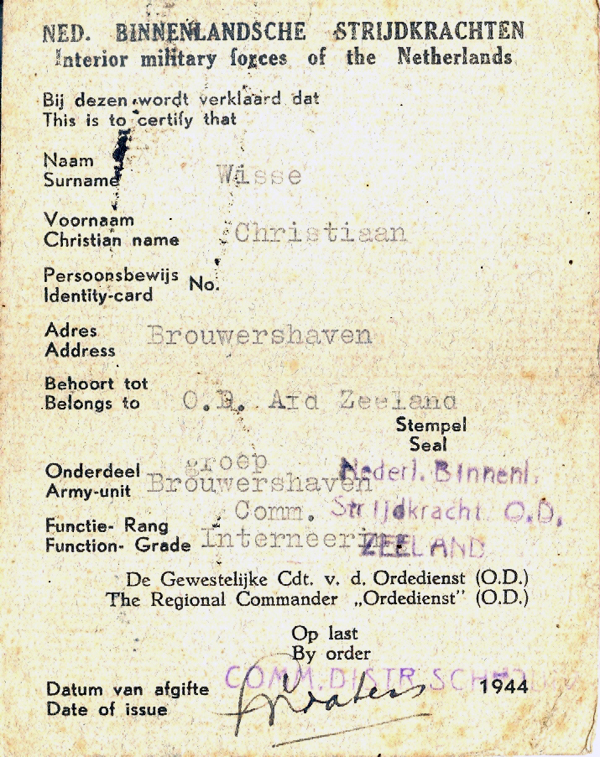 NED. BINNENLANDSCHE STRIJDKRACHTEN
Interior military forces of the Netherlands
Bij dezen wordt verklaard dat
This is to certify that
Naam
Surname Wisse
Voornaam
Christian name Christiaan
Persoonsbewijs
Identity-card No.
Adres
Address Brouwershaven
Behoort tot
Belongs to O.D. Afd Zeeland
Stempel
Seal
Onderdeel groep
Army-unit Brouwershaven
Nederl. Binnenl.
Strijdkracht O.D.
ZEELAND
Functie- Rang Comm.
Function- Grade Interneering
De Gewestelijke Cdt. v. d. Ordedienst (O.D.)
The Regional Commander „Ordedienst" (O.D.)
Op last
By order
COMM. DISTR.
Datum van afgifte
Date of issue 1944